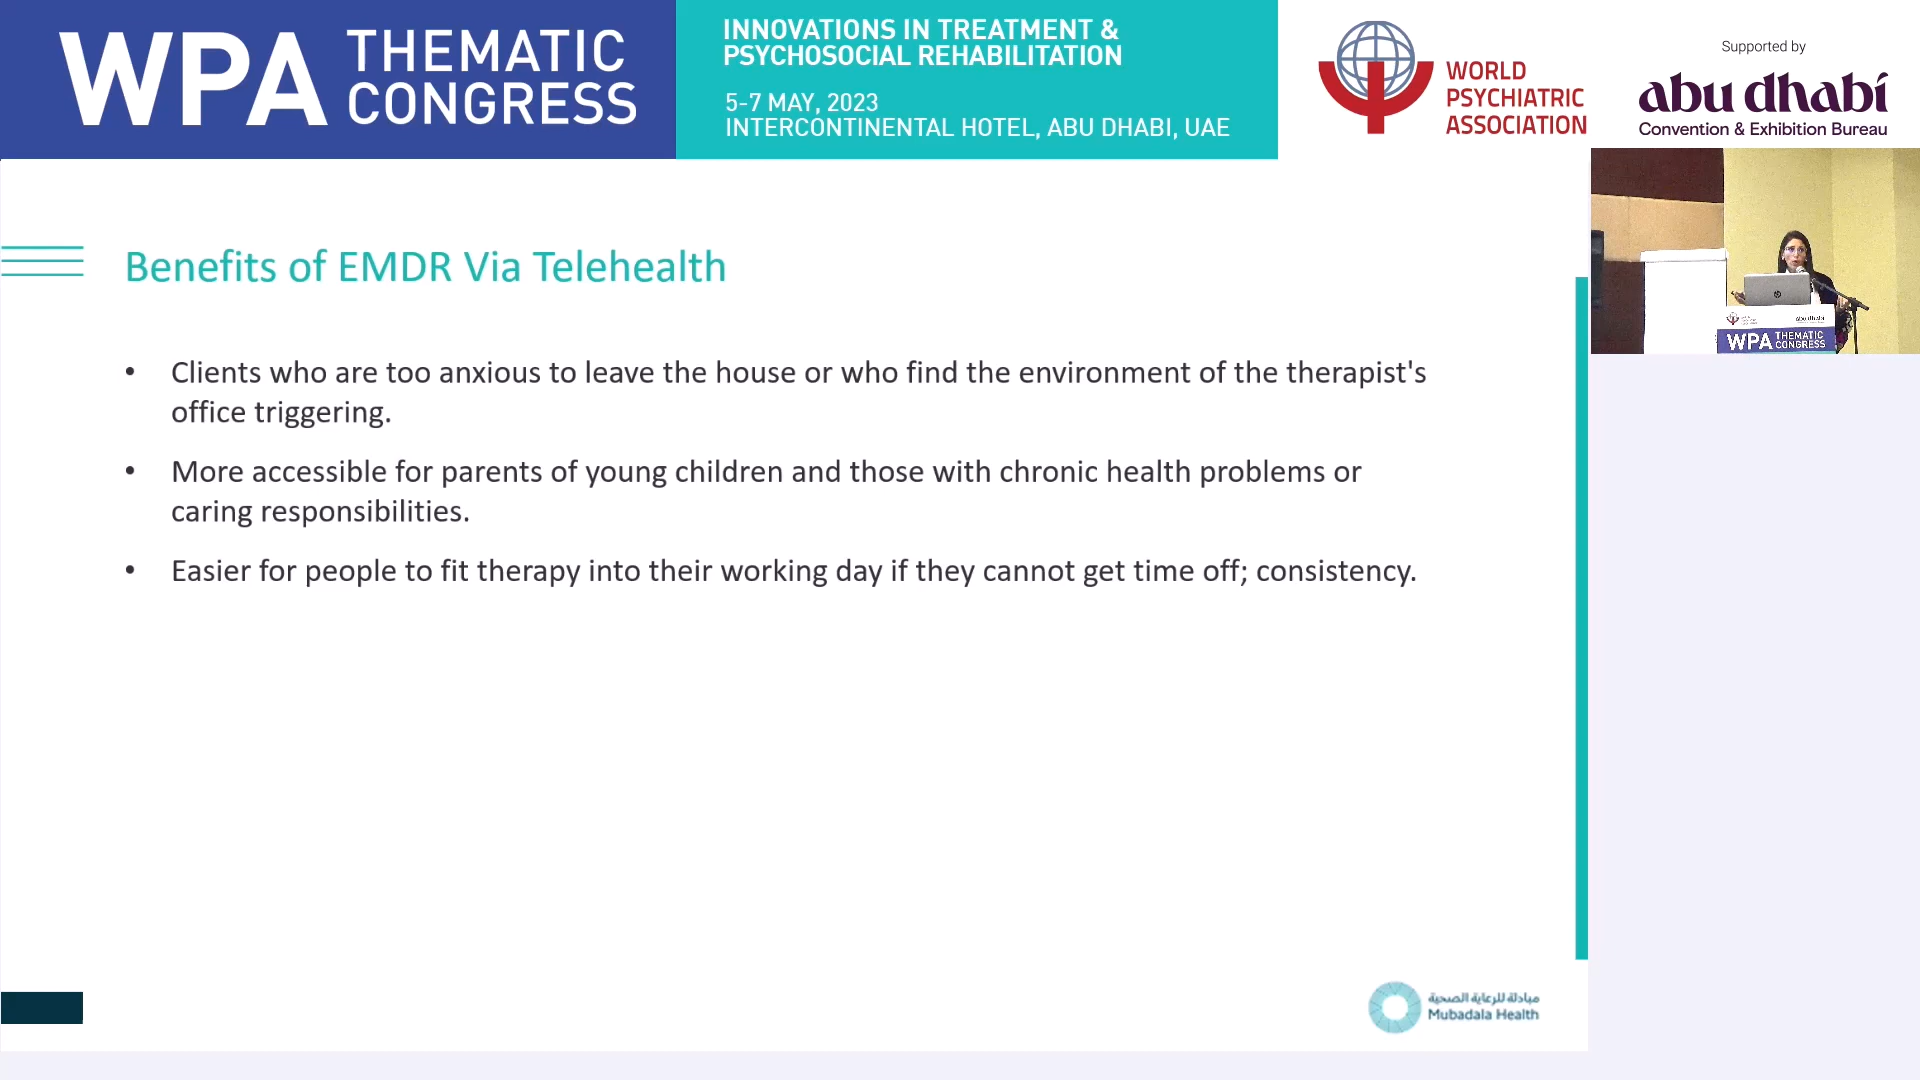 WPA THEMATIC CONGRESS
INNOVATIONS IN TREATMENT &
PSYCHOSOCIAL REHABILITATION
5-7 MAY, 2023
INTERCONTINENTAL HOTEL, ABU DHABI, UAE
WORLD
PSYCHIATRIC
ASSOCIATION
Supported by
abu dhabi
Convention & Exhibition Bureau
Benefits of EMDR Via Telehealth
• Clients who are too anxious to leave the house or who find the environment of the therapist's
office triggering.
• More accessible for parents of young children and those with chronic health problems or
caring responsibilities.
• Easier for people to fit therapy into their working day if they cannot get time off; consistency.
abu dhabi
WPA THEMATIC CONGRESS
مبادلة للرعاية الصحية
Mubadala Health